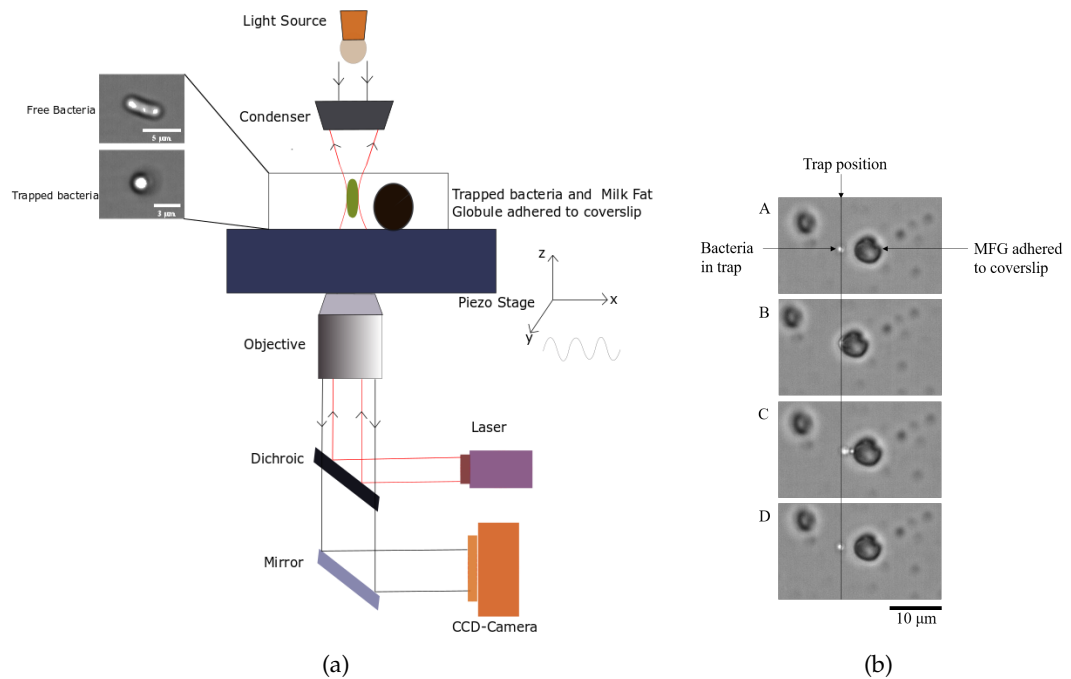 Light Source
Free Bacteria
5 μm
Condenser
Trapped bacteria
3 μm
Trapped bacteria and Milk Fat
Globule adhered to coverslip
Piezo Stage
z
x
y
Objective
Laser
Dichroic
Mirror
CCD-Camera
(a)
Trap position
A
Bacteria
in trap
MFG adhered
to coverslip
B
C
D
10 μm
(b)